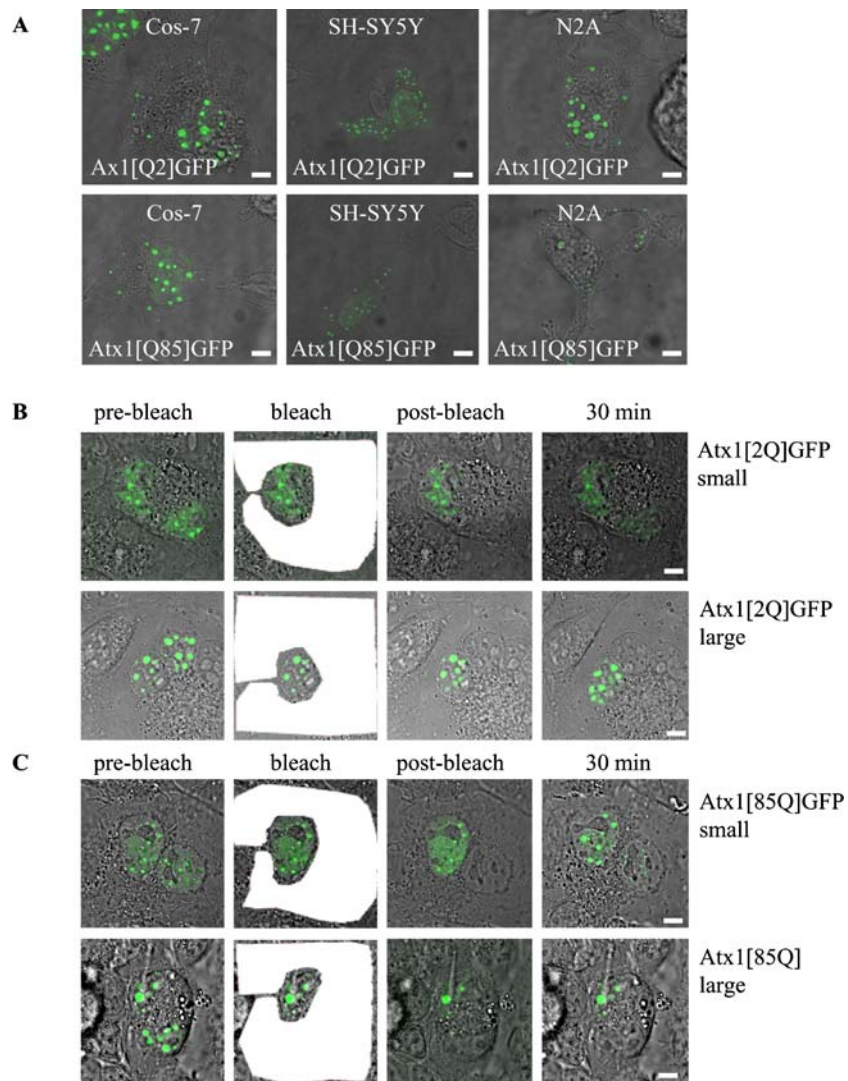 A
Cos-7
SH-SY5Y
N2A
Ax1[Q2]GFP
Atx1[Q2]GFP
Atx1[Q2]GFP
Cos-7
SH-SY5Y
N2A
Atx1[Q85]GFP
Atx1[Q85]GFP
Atx1[Q85]GFP
B
pre-bleach
bleach
post-bleach
30 min
Atx1[2Q]GFP
small
Atx1[2Q]GFP
large
C
pre-bleach
bleach
post-bleach
30 min
Atx1[85Q]GFP
small
Atx1[85Q]
large